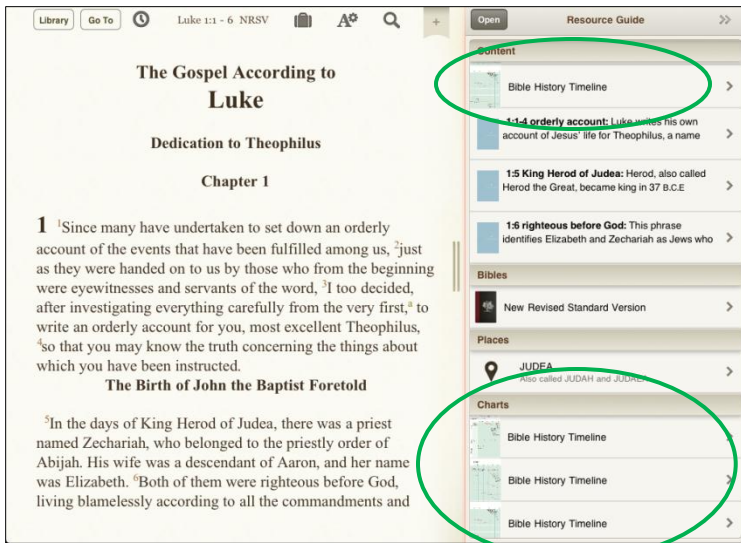 Library Go To Luke 1:1 - 6 NRSV A +
The Gospel According to
Luke
Dedication to Theophilus
Chapter 1
1 ¹Since many have undertaken to set down an orderly
account of the events that have been fulfilled among us, ²just
as they were handed on to us by those who from the beginning
were eyewitnesses and servants of the word, ³I too decided,
after investigating everything carefully from the very first,ᵃ to
write an orderly account for you, most excellent Theophilus,
⁴so that you may know the truth concerning the things about
which you have been instructed.
The Birth of John the Baptist Foretold
⁵In the days of King Herod of Judea, there was a priest
named Zechariah, who belonged to the priestly order of
Abijah. His wife was a descendant of Aaron, and her name
was Elizabeth. ⁶Both of them were righteous before God,
living blamelessly according to all the commandments and
Open Resource Guide
Content
Bible History Timeline
1:1-4 orderly account: Luke writes his own
account of Jesus' life for Theophilus, a name
1:5 King Herod of Judea: Herod, also called
Herod the Great, became king in 37 B.C.E
1:6 righteous before God: This phrase
identifies Elizabeth and Zechariah as Jews who
Bibles
New Revised Standard Version
Places
JUDEA
Also called JUDAH and JUDAEA
Charts
Bible History Timeline
Bible History Timeline
Bible History Timeline